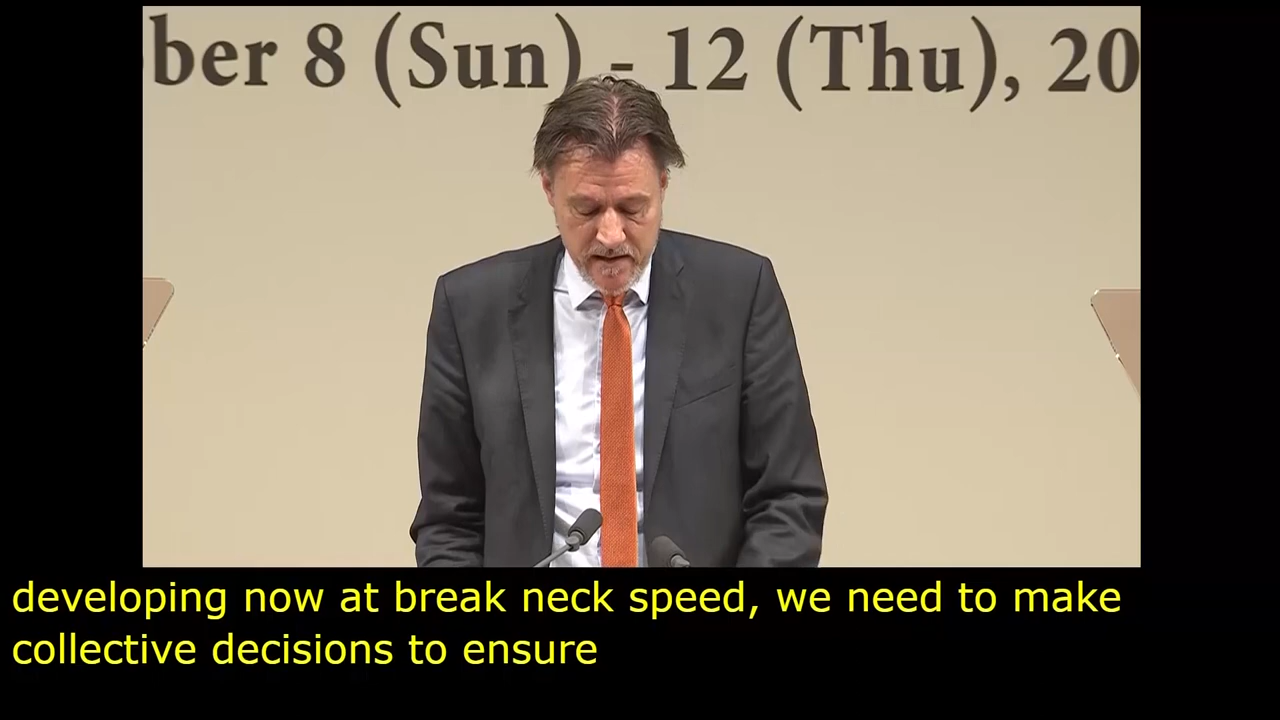 ber 8 (Sun) - 12 (Thu), 20
developing now at break neck speed, we need to make
collective decisions to ensure